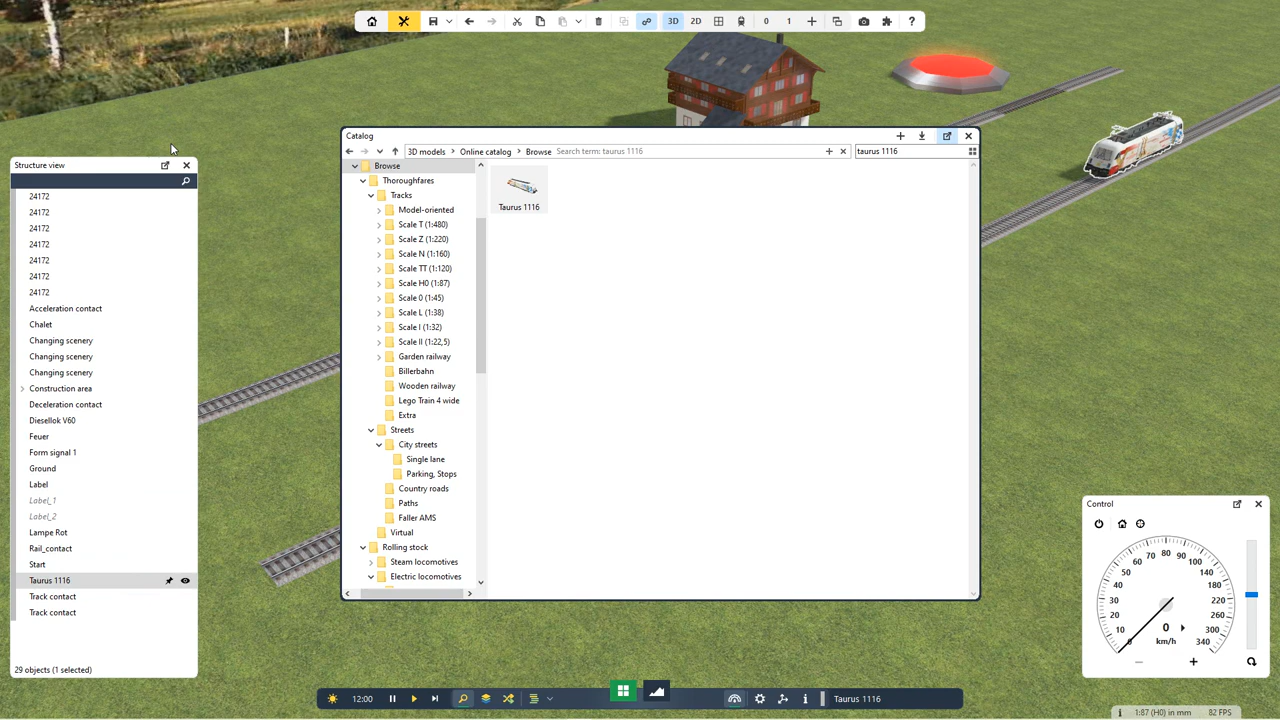 3D
2D
0
1
?
Structure view
24172
24172
24172
24172
24172
24172
24172
Acceleration contact
Chalet
Changing scenery
Changing scenery
Changing scenery
Construction area
Deceleration contact
Diesellok V60
Feuer
Form signal 1
Ground
Label
Label_1
Label_2
Lampe Rot
Rail_contact
Start
Taurus 1116
Track contact
Track contact
29 objects (1 selected)
Catalog
3D models > Online catalog > Browse Search term: taurus 1116
taurus 1116
Browse
Thoroughfares
Tracks
Model-oriented
Scale T (1:480)
Scale Z (1:220)
Scale N (1:160)
Scale TT (1:120)
Scale H0 (1:87)
Scale 0 (1:45)
Scale L (1:38)
Scale I (1:32)
Scale II (1:22,5)
Garden railway
Billerbahn
Wooden railway
Lego Train 4 wide
Extra
Streets
City streets
Single lane
Parking, Stops
Country roads
Paths
Faller AMS
Virtual
Rolling stock
Steam locomotives
Electric locomotives
Taurus 1116
Control
0
10
20
30
40
50
60
70
80
90
100
140
180
220
260
300
340
0
km/h
12:00
Taurus 1116
1:87 (H0) in mm 82 FPS